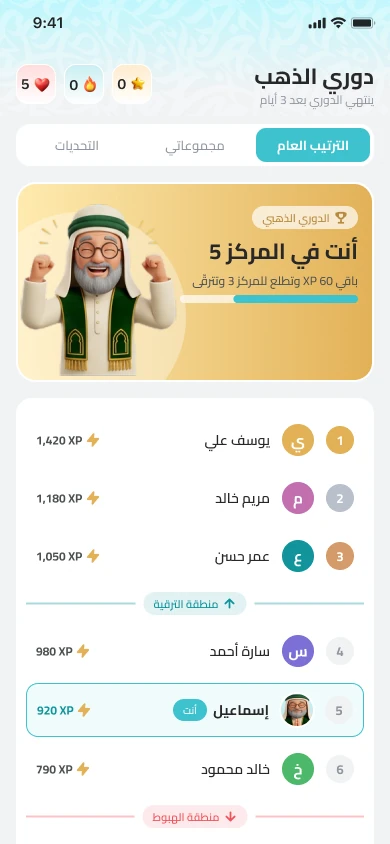 9:41
دوري الذهب
ينتهي الدوري بعد 3 أيام
0
0
5
الترتيب العام
مجموعاتي
التحديات
الدوري الذهبي
أنت في المركز 5
باقي 60 XP وتطلع للمركز 3 وتترقّى
1 ي يوسف علي 1,420 XP
2 م مريم خالد 1,180 XP
3 ع عمر حسن 1,050 XP
منطقة الترقية
4 س سارة أحمد 980 XP
5 إسماعيل أنت 920 XP
6 خ خالد محمود 790 XP
منطقة الهبوط